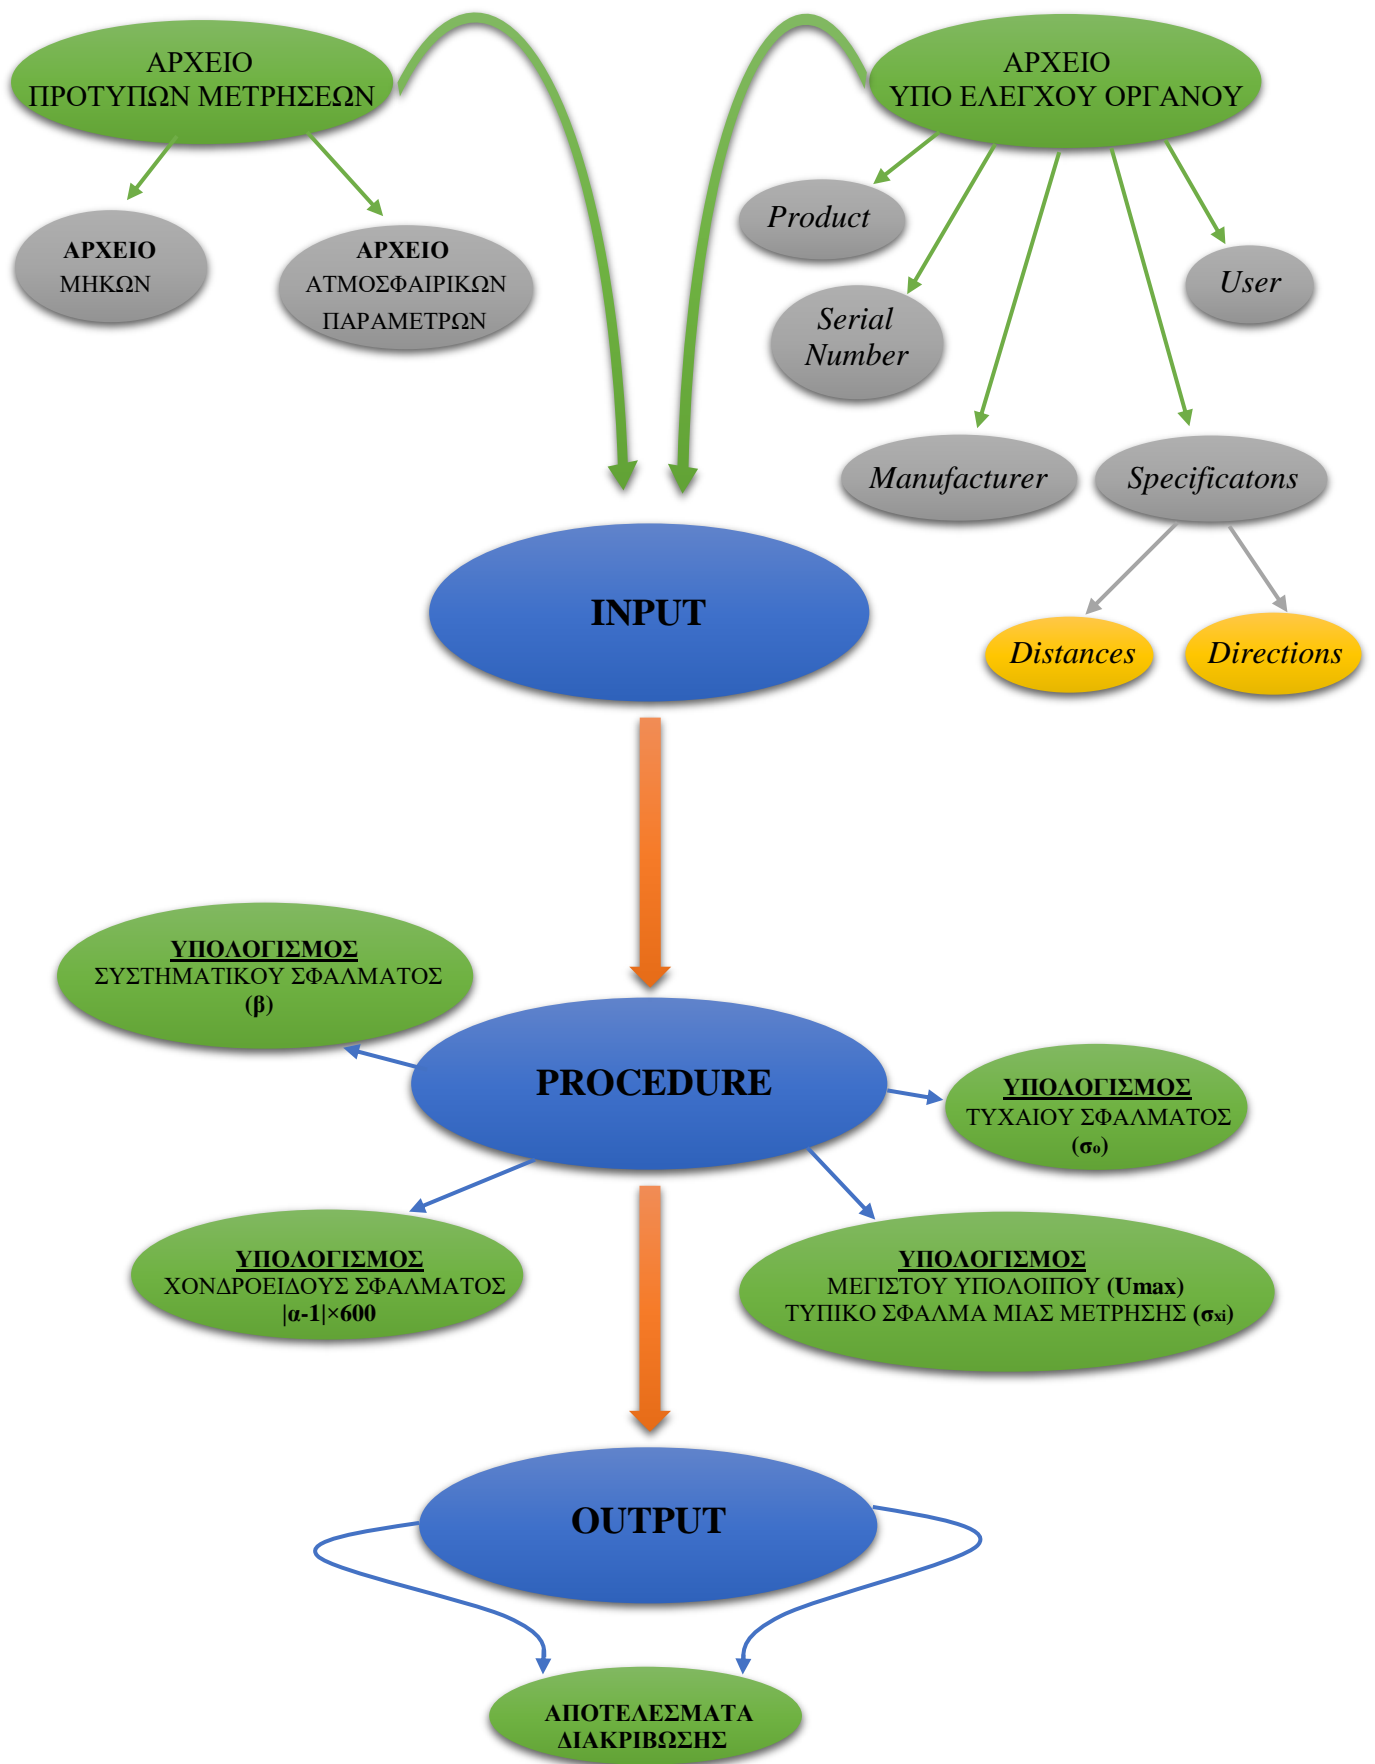 ΑΡΧΕΙΟ
ΠΡΟΤΥΠΩΝ ΜΕΤΡΗΣΕΩΝ
ΑΡΧΕΙΟ
ΥΠΟ ΕΛΕΓΧΟΥ ΟΡΓΑΝΟΥ
ΑΡΧΕΙΟ
ΜΗΚΩΝ
ΑΡΧΕΙΟ
ΑΤΜΟΣΦΑΙΡΙΚΩΝ
ΠΑΡΑΜΕΤΡΩΝ
Product
Serial
Number
User
Manufacturer
Specificatons
Distances
Directions
INPUT
ΥΠΟΛΟΓΙΣΜΟΣ
ΣΥΣΤΗΜΑΤΙΚΟΥ ΣΦΑΛΜΑΤΟΣ
(β)
PROCEDURE
ΥΠΟΛΟΓΙΣΜΟΣ
ΤΥΧΑΙΟΥ ΣΦΑΛΜΑΤΟΣ
(σₒ)
ΥΠΟΛΟΓΙΣΜΟΣ
ΧΟΝΔΡΟΕΙΔΟΥΣ ΣΦΑΛΜΑΤΟΣ
|α-1|×600
ΥΠΟΛΟΓΙΣΜΟΣ
ΜΕΓΙΣΤΟΥ ΥΠΟΛΟΙΠΟΥ (Umax)
ΤΥΠΙΚΟ ΣΦΑΛΜΑ ΜΙΑΣ ΜΕΤΡΗΣΗΣ (σₓᵢ)
OUTPUT
ΑΠΟΤΕΛΕΣΜΑΤΑ
ΔΙΑΚΡΙΒΩΣΗΣ